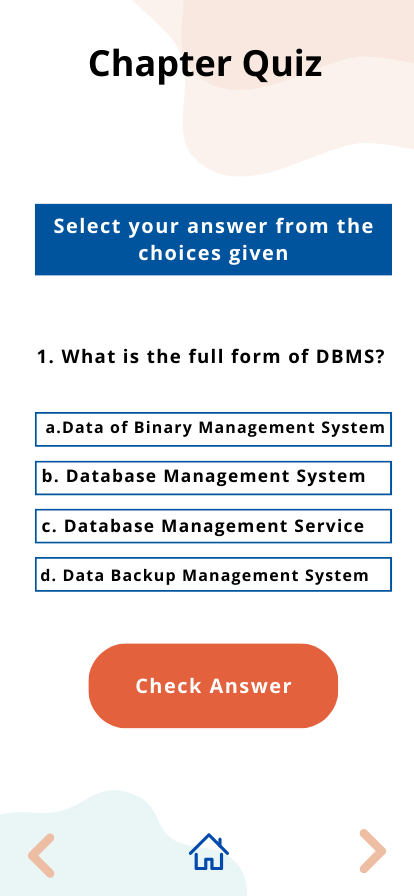 Chapter Quiz
Select your answer from the
choices given
1. What is the full form of DBMS?
a.Data of Binary Management System
b. Database Management System
c. Database Management Service
d. Data Backup Management System
Check Answer